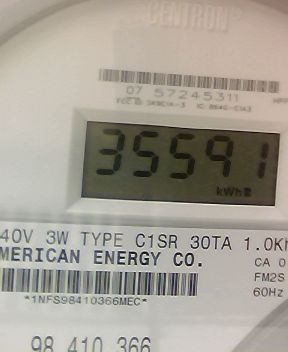 CENTRON®
07 57245311
35591
kWh
40V 3W TYPE C1SR 30TA 1.0Kh
MERICAN ENERGY CO.
CA 0
FM2S
60Hz
*1NFS98410366MEC*
98 410 366